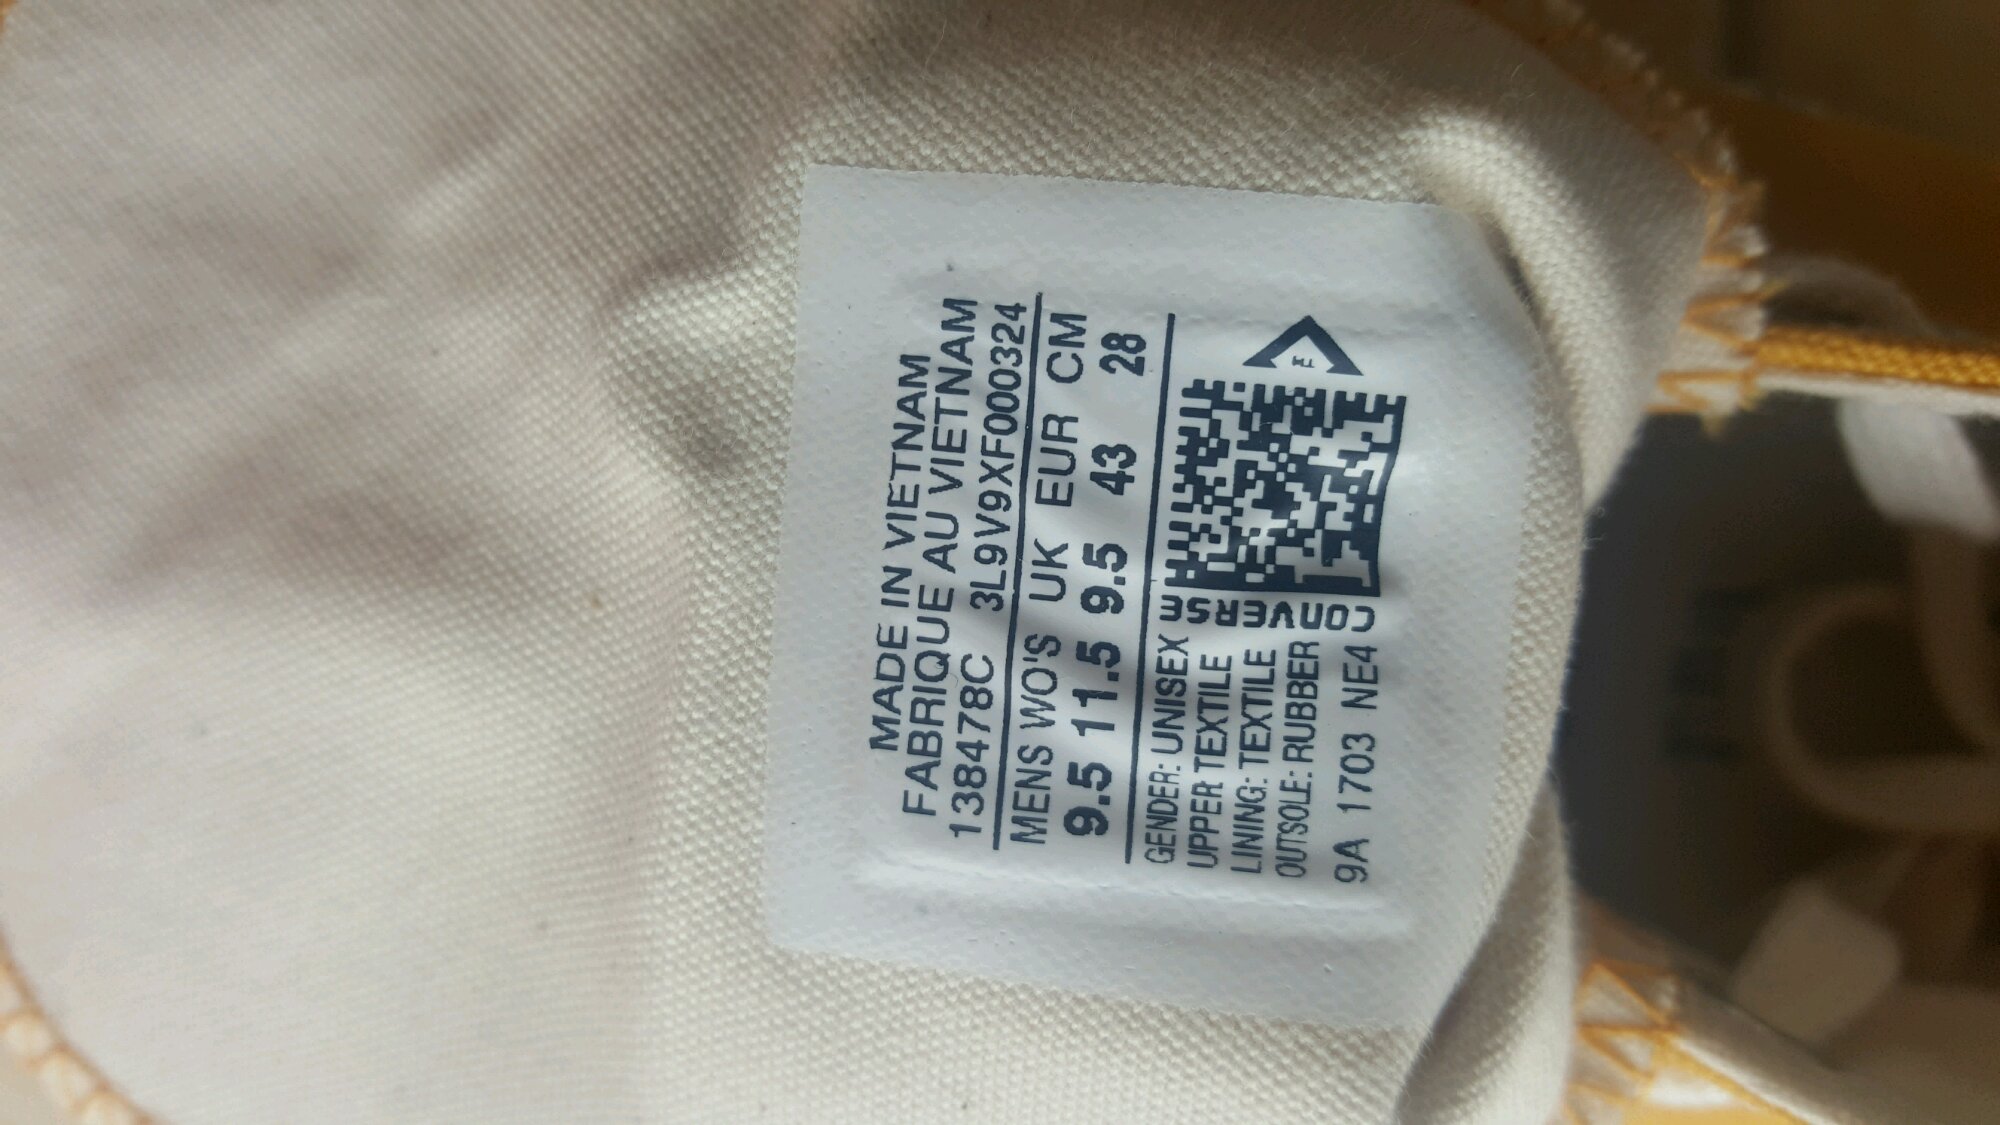 MADE IN VIETNAM
FABRIQUE AU VIETNAM
138478C 3L9V9XF000324
MENS WO'S UK EUR CM
9.5 11.5 9.5 43 28
GENDER: UNISEX
UPPER TEXTILE
LINING: TEXTILE
OUTSOLE: RUBBER
9A 1703 NE4
CONVERSE